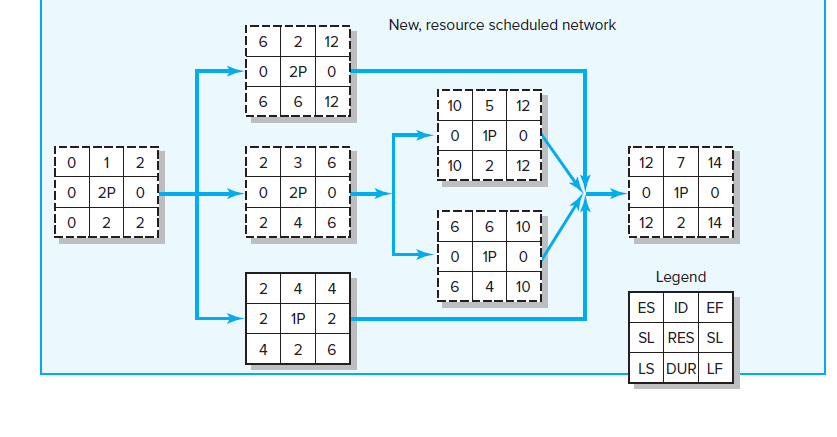 New, resource scheduled network
6 2 12
0 2P 0
6 6 12
10 5 12
0 1P 0
10 2 12
0 1 2
0 2P 0
0 2 2
2 3 6
0 2P 0
2 4 6
12 7 14
0 1P 0
12 2 14
6 6 10
0 1P 0
6 4 10
2 4 4
2 1P 2
4 2 6
Legend
ES ID EF
SL RES SL
LS DUR LF